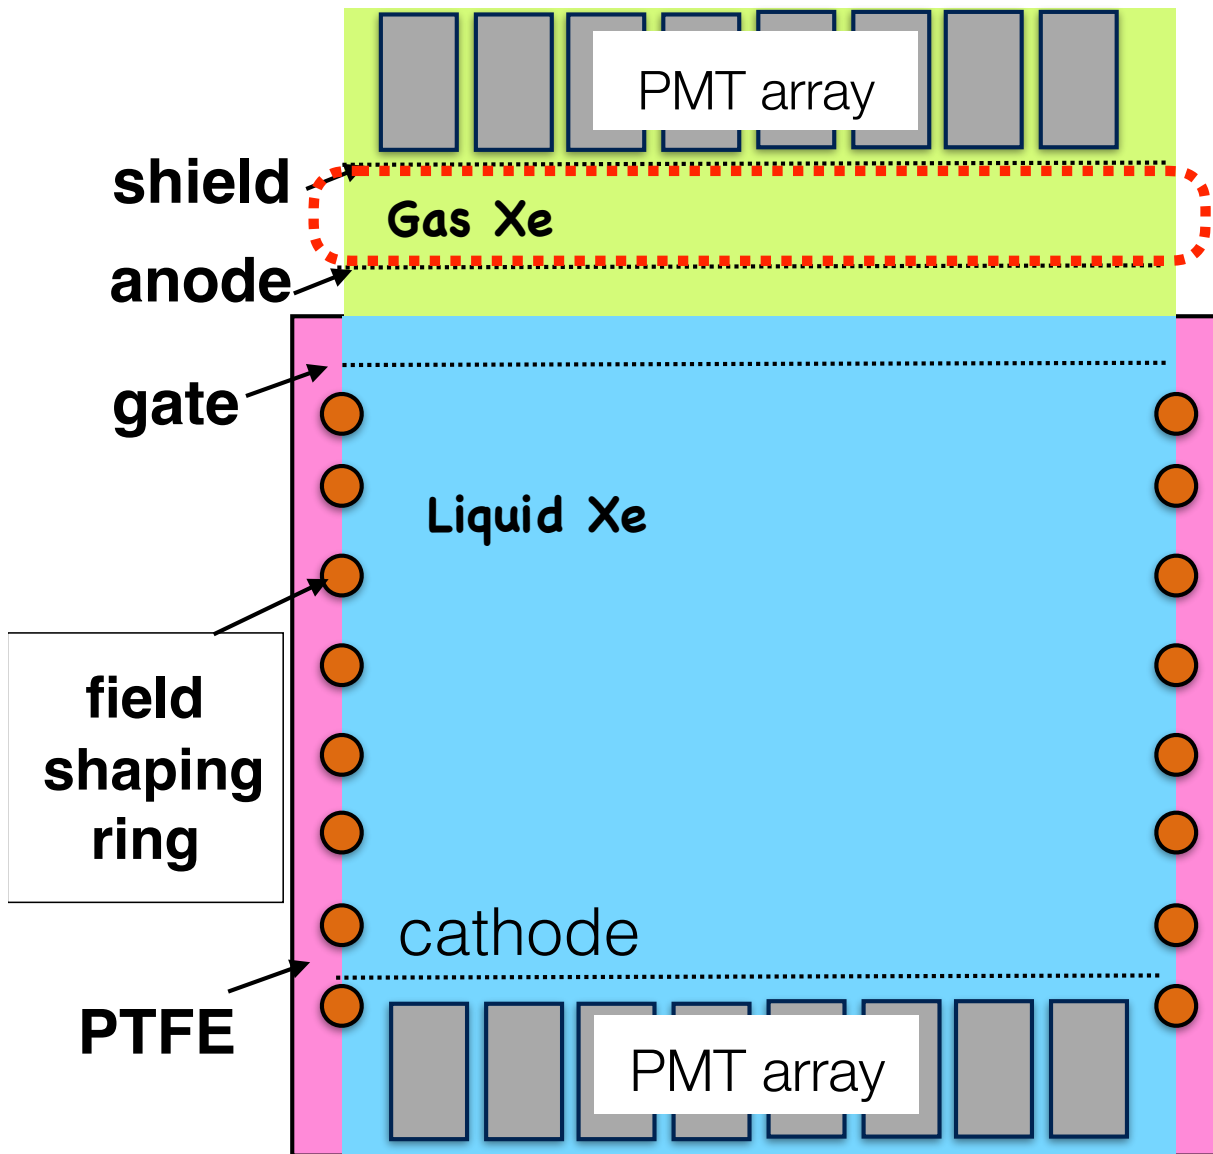 PMT array
shield
Gas Xe
anode
gate
Liquid Xe
field
shaping
ring
cathode
PTFE
PMT array